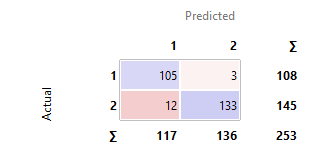 Predicted
1 2 Σ
1 105 3 108
Actual
2 12 133 145
Σ 117 136 253